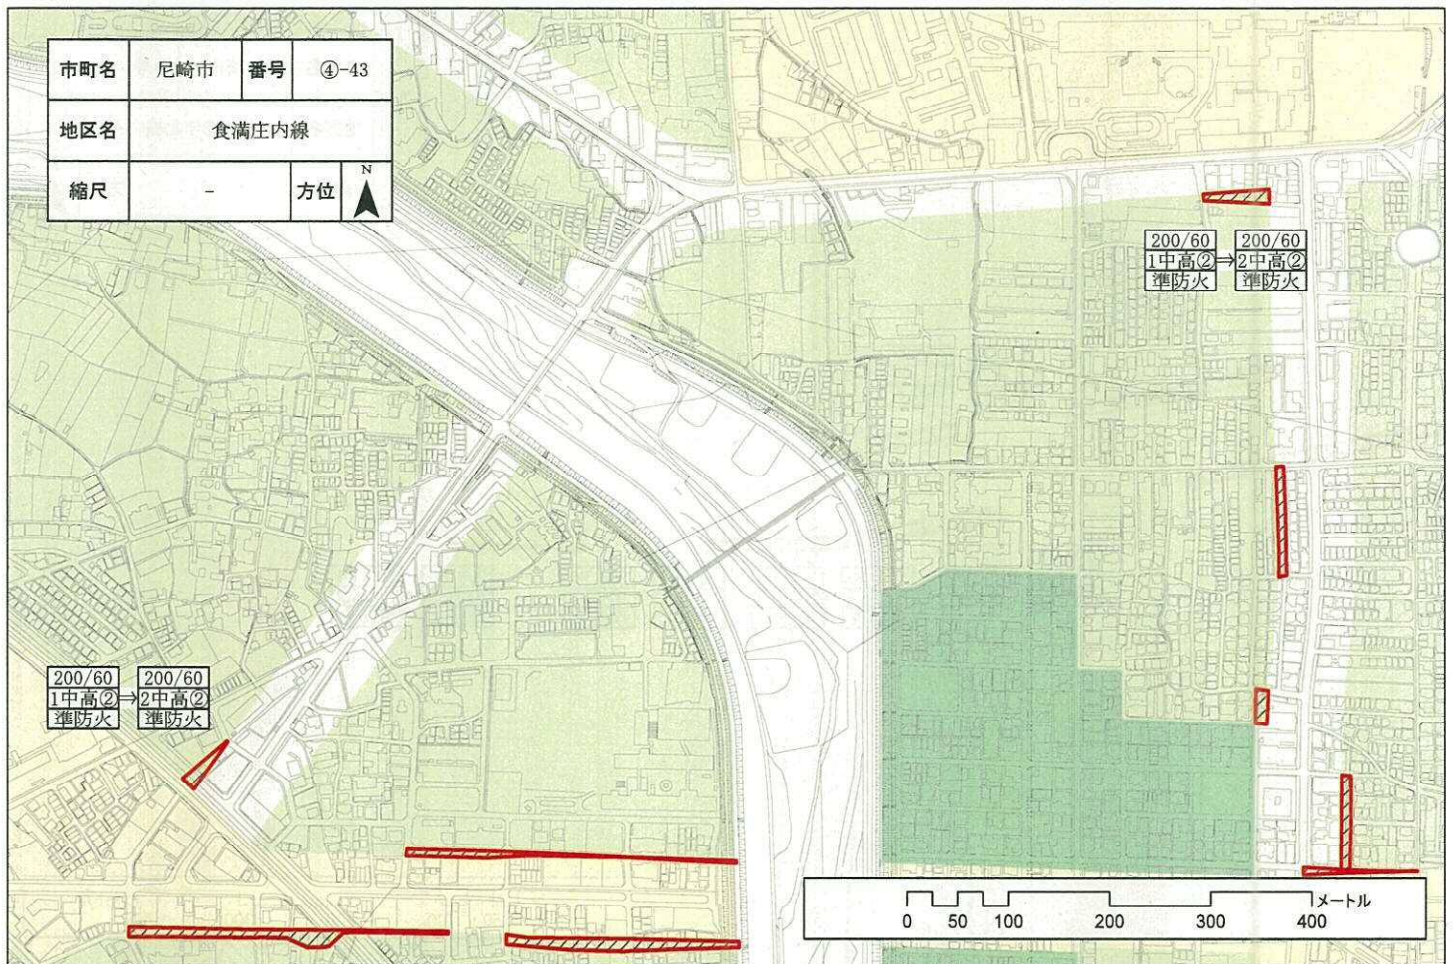 市町名 尼崎市 番号 ④-43
地区名 食満庄内線
縮尺 - 方位 N
200/60 200/60
1中高②⇒2中高②
準防火 準防火
200/60 200/60
1中高②⇒2中高②
準防火 準防火
メートル
0 50 100 200 300 400